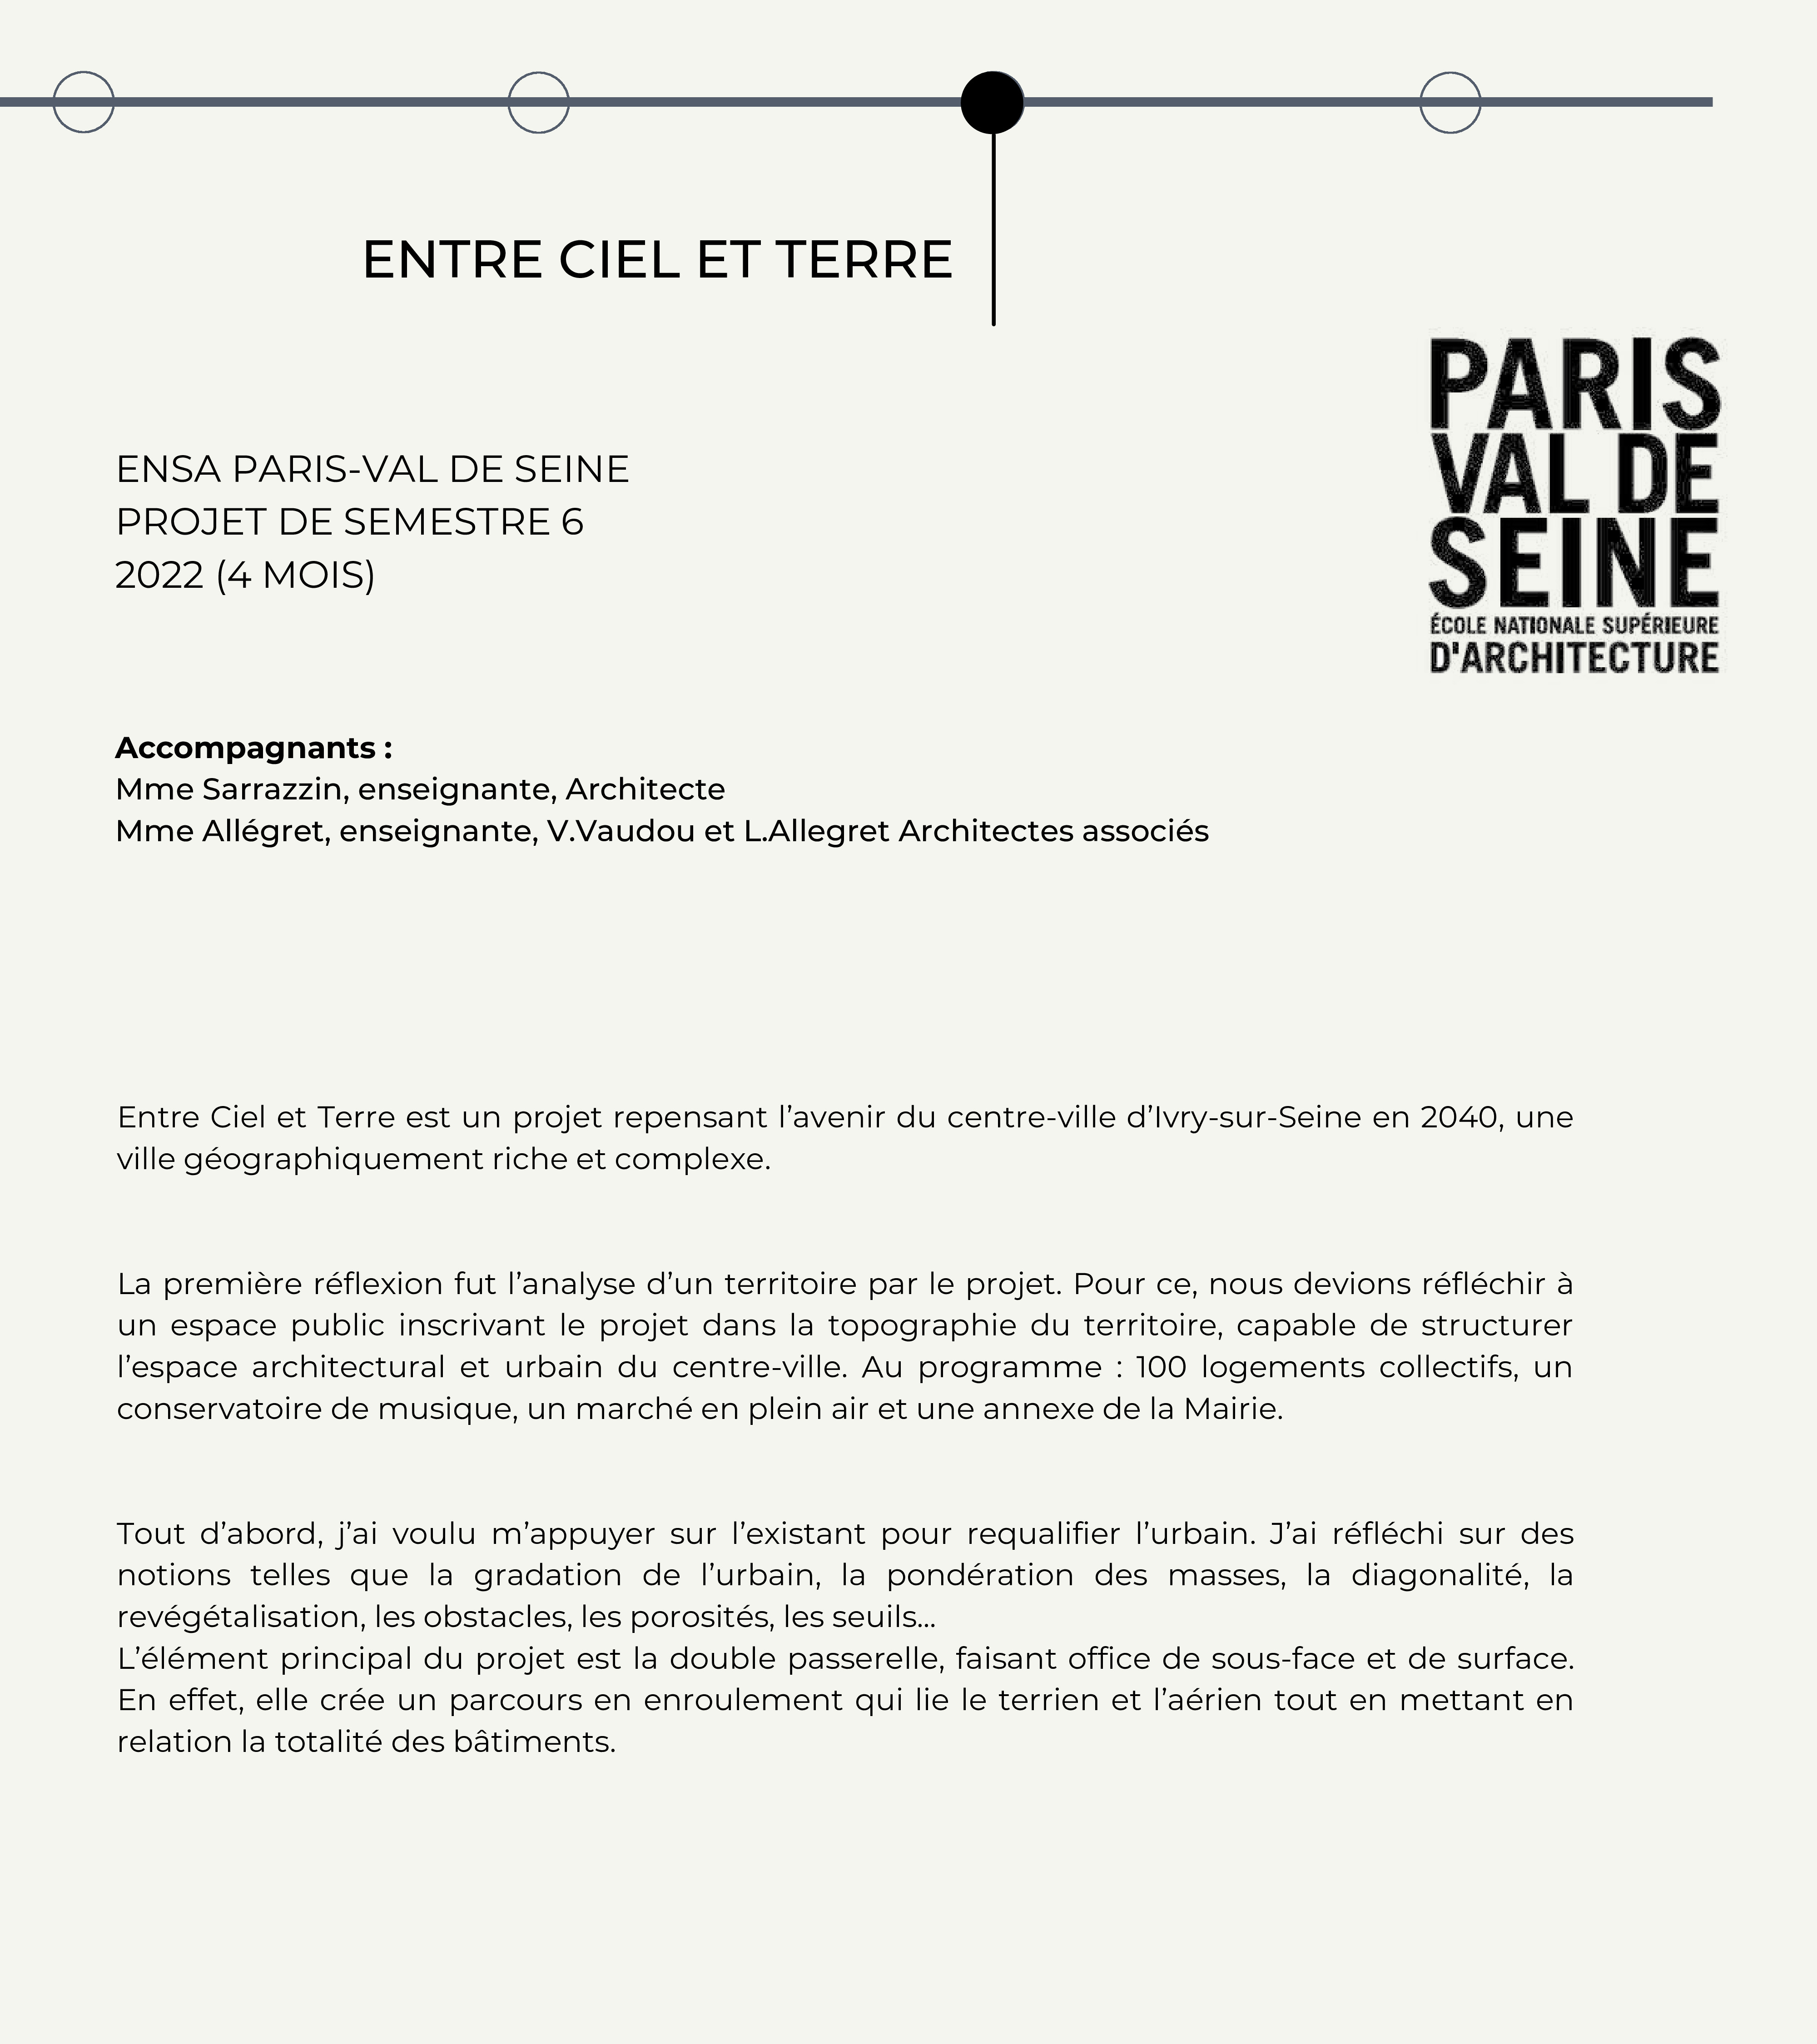 ENTRE CIEL ET TERRE
PARIS
VAL DE
SEINE
ÉCOLE NATIONALE SUPÉRIEURE
D'ARCHITECTURE
ENSA PARIS-VAL DE SEINE
PROJET DE SEMESTRE 6
2022 (4 MOIS)
Accompagnants :
Mme Sarrazzin, enseignante, Architecte
Mme Allégret, enseignante, V.Vaudou et L.Allegret Architectes associés
Entre Ciel et Terre est un projet repensant l’avenir du centre-ville d’Ivry-sur-Seine en 2040, une
ville géographiquement riche et complexe.
La première réflexion fut l’analyse d’un territoire par le projet. Pour ce, nous devions réfléchir à
un espace public inscrivant le projet dans la topographie du territoire, capable de structurer
l’espace architectural et urbain du centre-ville. Au programme : 100 logements collectifs, un
conservatoire de musique, un marché en plein air et une annexe de la Mairie.
Tout d’abord, j’ai voulu m’appuyer sur l’existant pour requalifier l’urbain. J’ai réfléchi sur des
notions telles que la gradation de l’urbain, la pondération des masses, la diagonalité, la
revégétalisation, les obstacles, les porosités, les seuils...
L’élément principal du projet est la double passerelle, faisant office de sous-face et de surface.
En effet, elle crée un parcours en enroulement qui lie le terrien et l’aérien tout en mettant en
relation la totalité des bâtiments.